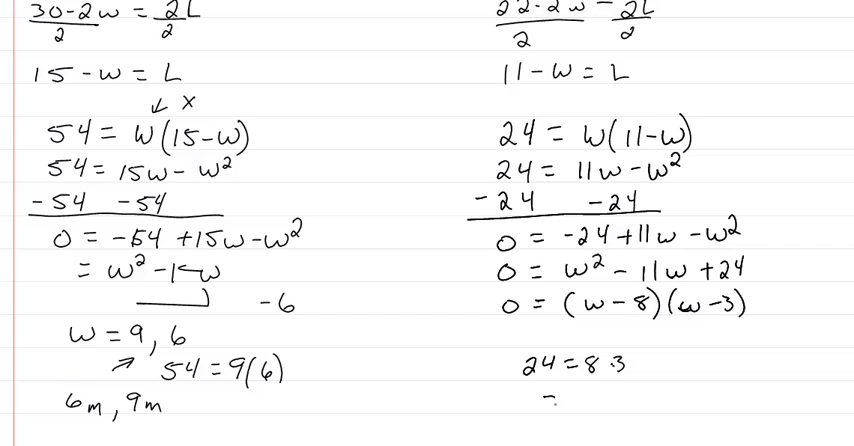 30-2w = 2L
2 2
15-w = L
↙ x
54 = w(15-w)
54 = 15w - w²
-54 -54
0 = -54 +15w - w²
= w² - 15w
-6
w = 9, 6
↗ 54 = 9(6)
6m, 9m
22-2w = 2L
2 2
11-w = L
24 = w(11-w)
24 = 11w - w²
-24 -24
0 = -24 + 11w - w²
0 = w² - 11w + 24
0 = (w-8)(w-3)
24 = 8·3